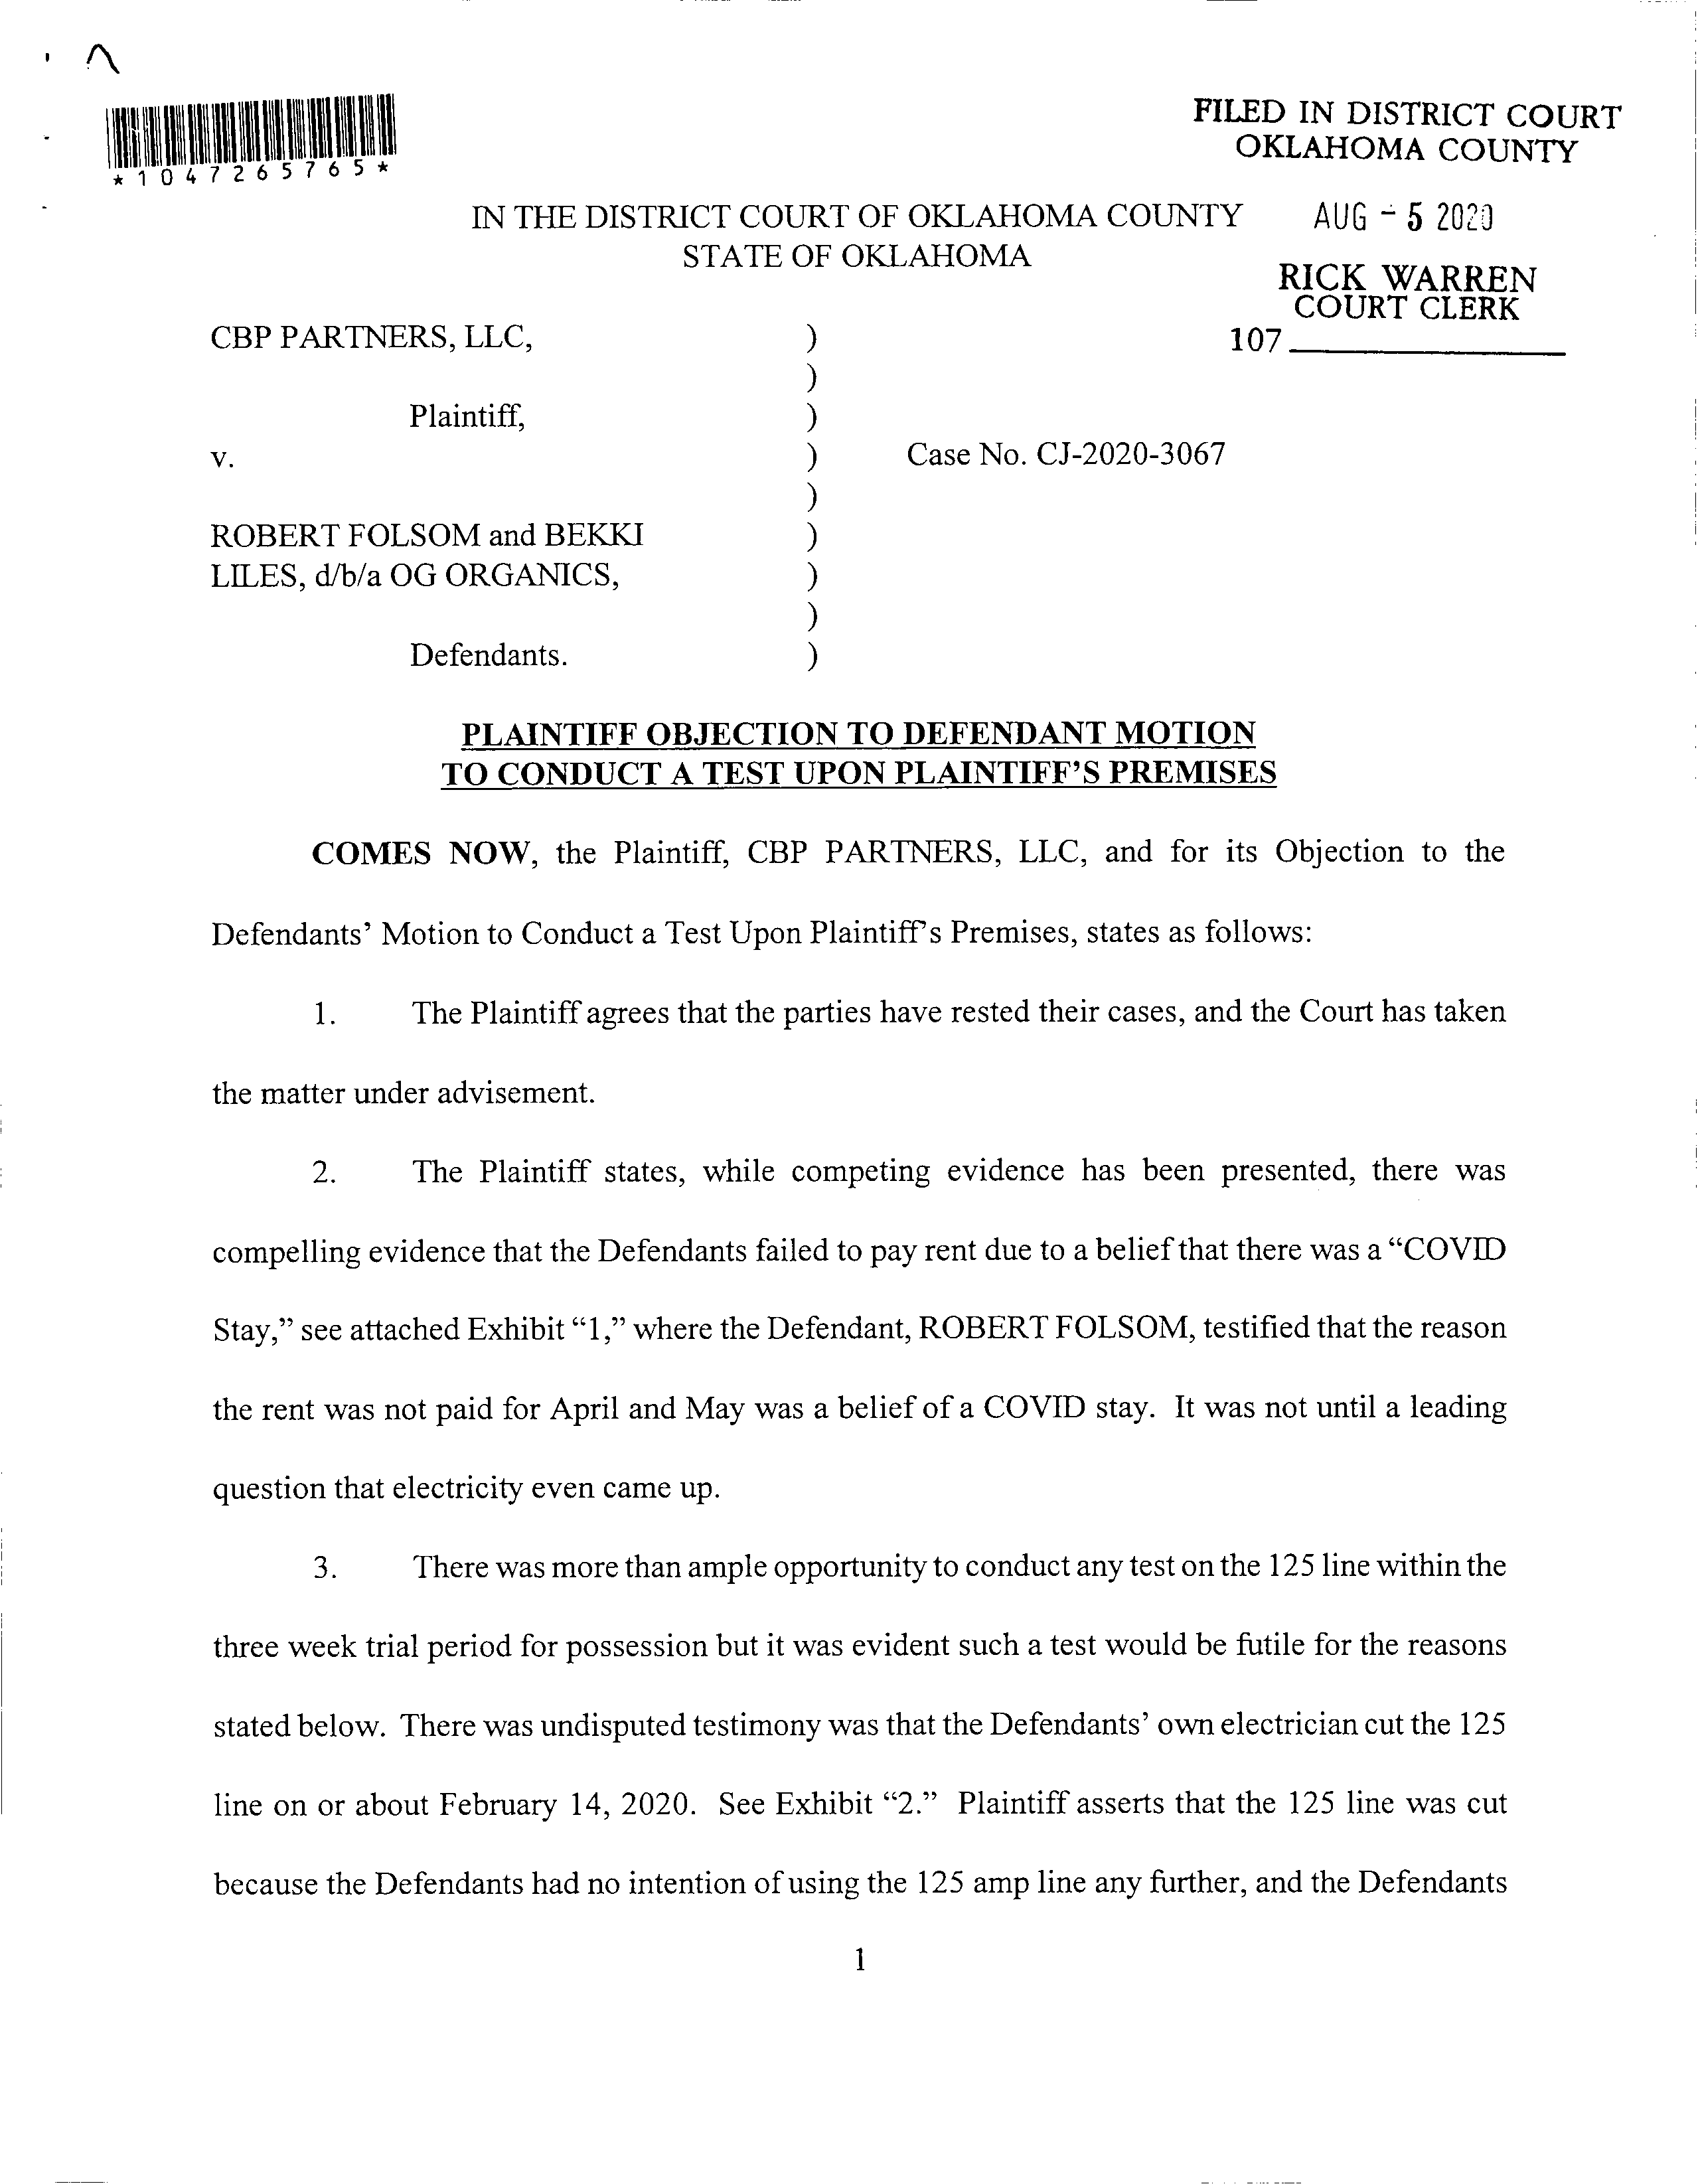 *1047265765*
FILED IN DISTRICT COURT
OKLAHOMA COUNTY
AUG - 5 2020
RICK WARREN
COURT CLERK
107
IN THE DISTRICT COURT OF OKLAHOMA COUNTY
STATE OF OKLAHOMA
CBP PARTNERS, LLC, )
)
Plaintiff, )
v. ) Case No. CJ-2020-3067
)
ROBERT FOLSOM and BEKKI )
LILES, d/b/a OG ORGANICS, )
)
Defendants. )
PLAINTIFF OBJECTION TO DEFENDANT MOTION
TO CONDUCT A TEST UPON PLAINTIFF'S PREMISES
COMES NOW, the Plaintiff, CBP PARTNERS, LLC, and for its Objection to the
Defendants' Motion to Conduct a Test Upon Plaintiff's Premises, states as follows:
1. The Plaintiff agrees that the parties have rested their cases, and the Court has taken
the matter under advisement.
2. The Plaintiff states, while competing evidence has been presented, there was
compelling evidence that the Defendants failed to pay rent due to a belief that there was a "COVID
Stay," see attached Exhibit "1," where the Defendant, ROBERT FOLSOM, testified that the reason
the rent was not paid for April and May was a belief of a COVID stay. It was not until a leading
question that electricity even came up.
3. There was more than ample opportunity to conduct any test on the 125 line within the
three week trial period for possession but it was evident such a test would be futile for the reasons
stated below. There was undisputed testimony was that the Defendants' own electrician cut the 125
line on or about February 14, 2020. See Exhibit "2." Plaintiff asserts that the 125 line was cut
because the Defendants had no intention of using the 125 amp line any further, and the Defendants
1